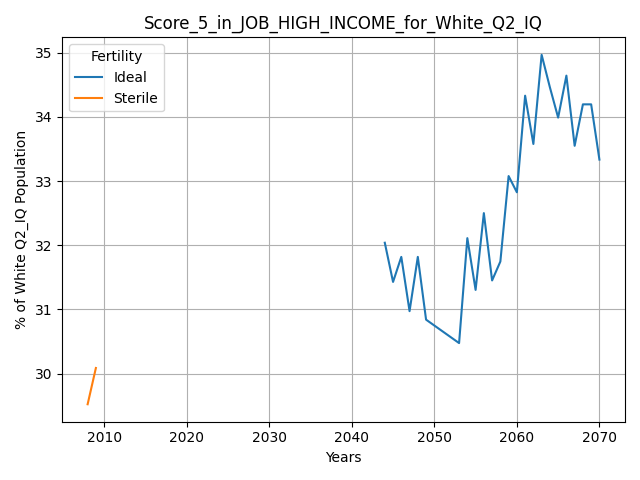 Score_5_in_JOB_HIGH_INCOME_for_White_Q2_IQ
Fertility
Ideal
Sterile
% of White Q2_IQ Population
35
34
33
32
31
30
2010 2020 2030 2040 2050 2060 2070
Years